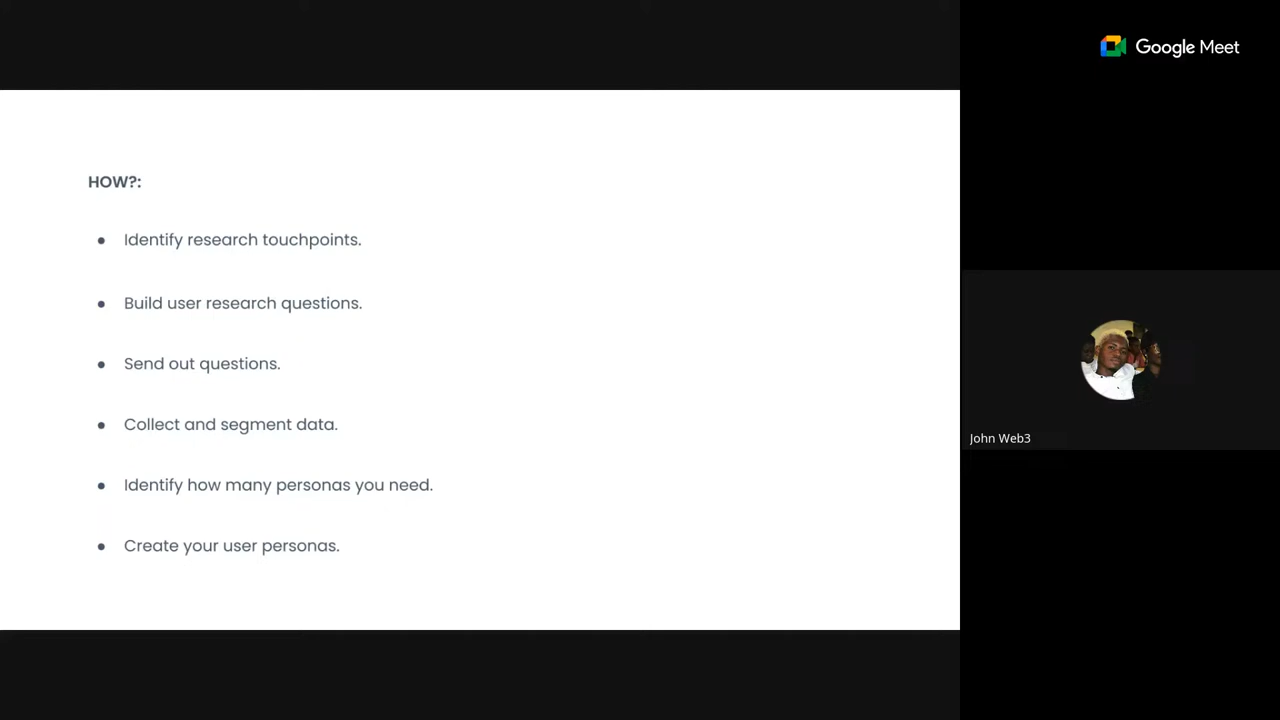 Google Meet
HOW?:
● Identify research touchpoints.
● Build user research questions.
● Send out questions.
● Collect and segment data.
● Identify how many personas you need.
● Create your user personas.
John Web3